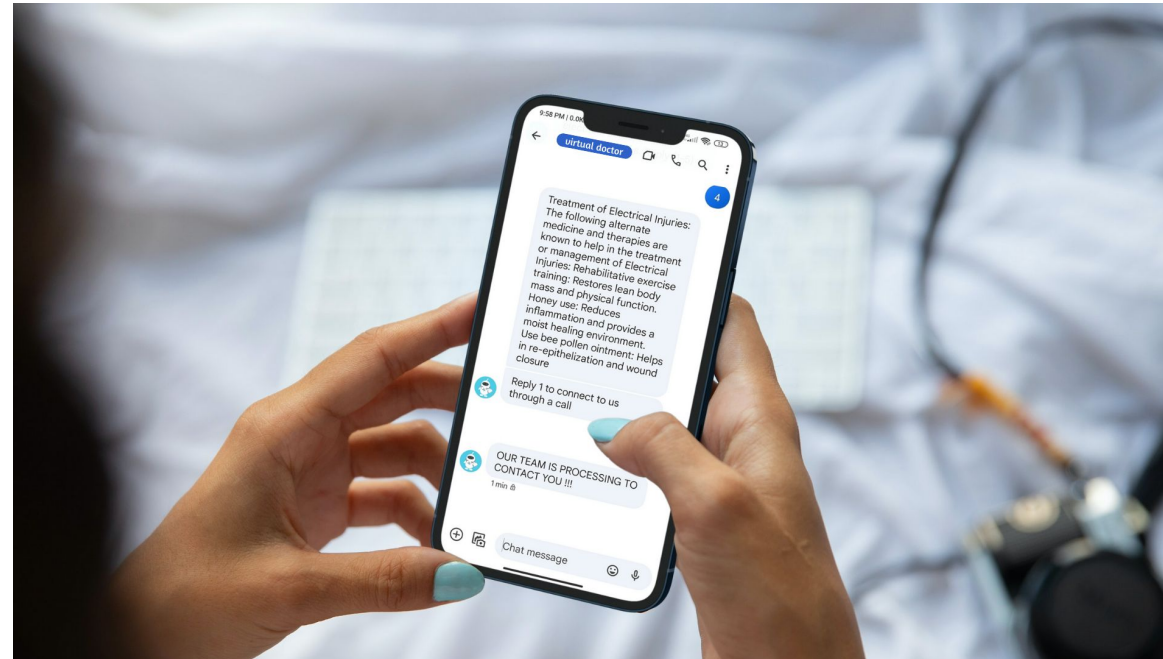 9:58 PM | 0.0K
virtual doctor
4
Treatment of Electrical Injuries:
The following alternate
medicine and therapies are
known to help in the treatment
or management of Electrical
Injuries: Rehabilitative exercise
training: Restores lean body
mass and physical function.
Honey use: Reduces
inflammation and provides a
moist healing environment.
Use bee pollen ointment: Helps
in re-epithelization and wound
closure
Reply 1 to connect to us
through a call
OUR TEAM IS PROCESSING TO
CONTACT YOU !!!
1 min
Chat message